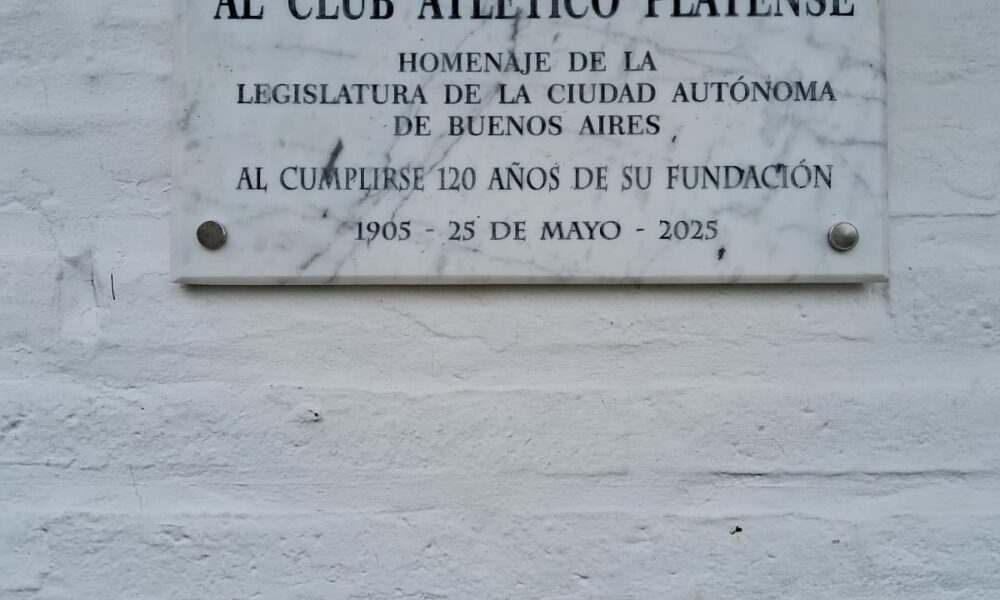 AL CLUB ATLÉTICO PLATENSE
HOMENAJE DE LA
LEGISLATURA DE LA CIUDAD AUTÓNOMA
DE BUENOS AIRES
AL CUMPLIRSE 120 AÑOS DE SU FUNDACIÓN
1905 - 25 DE MAYO - 2025